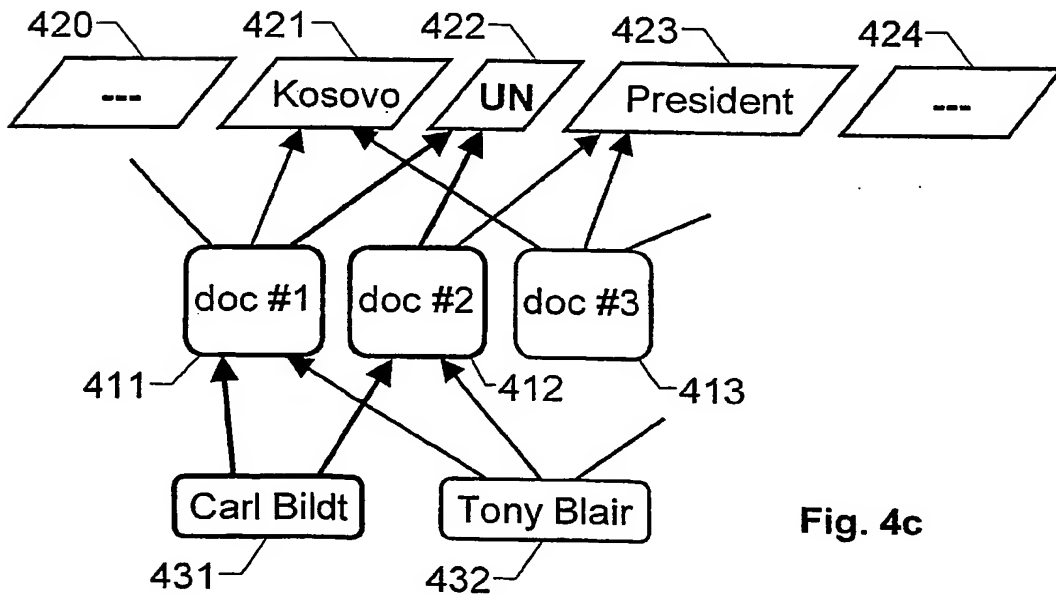 420 421 422 423 424
--- Kosovo UN President ---
doc #1 doc #2 doc #3
411 412 413
Carl Bildt Tony Blair
Fig. 4c
431 432